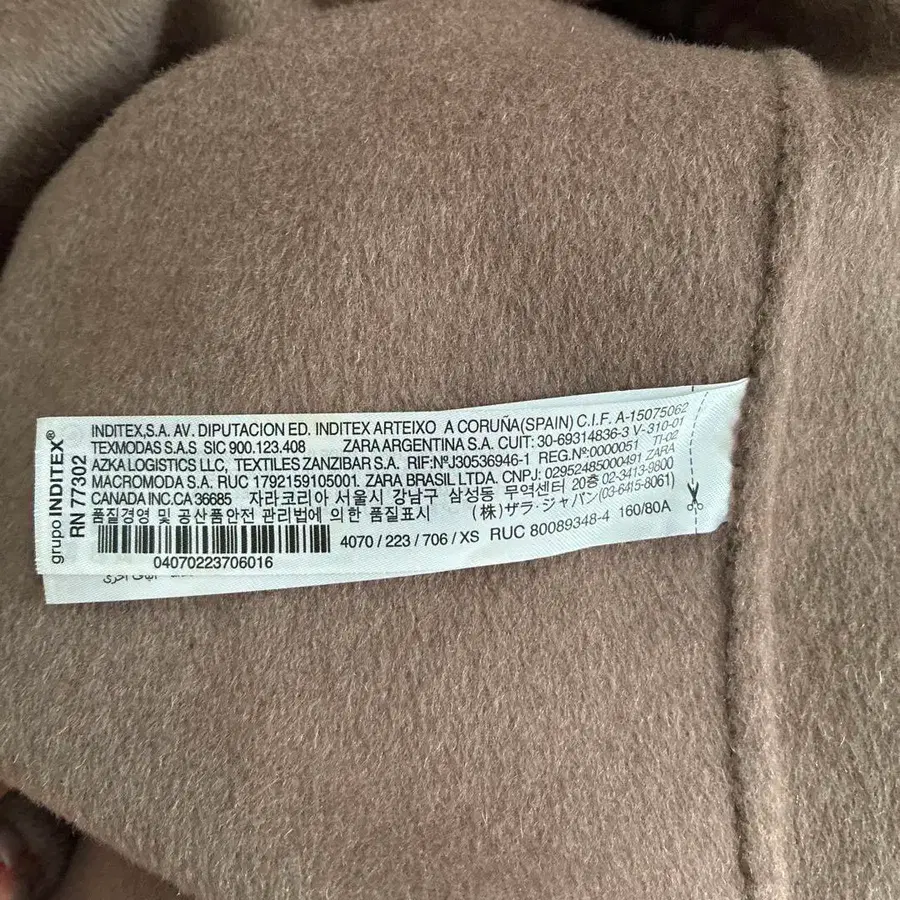 grupo INDITEX®
RN 77302
INDITEX,S.A. AV. DIPUTACION ED. INDITEX ARTEIXO A CORUÑA(SPAIN) C.I.F. A-15075062
TEXMODAS S.A.S SIC 900.123.408 ZARA ARGENTINA S.A. CUIT: 30-69314836-3 V-310-01
AZKA LOGISTICS LLC, TEXTILES ZANZIBAR S.A. RIF:NºJ30536946-1 REG.Nº:0000051 TI-02
MACROMODA S.A. RUC 1792159105001. ZARA BRASIL LTDA. CNPJ: 02952485000491 ZARA
CANADA INC.CA 36685 자라코리아 서울시 강남구 삼성동 무역센터 20층 02-3413-9800
품질경영 및 공산품안전 관리법에 의한 품질표시 (株)ザラ・ジャパン(03-6415-8061)
4070 / 223 / 706 / XS RUC 80089348-4 160/80A
04070223706016